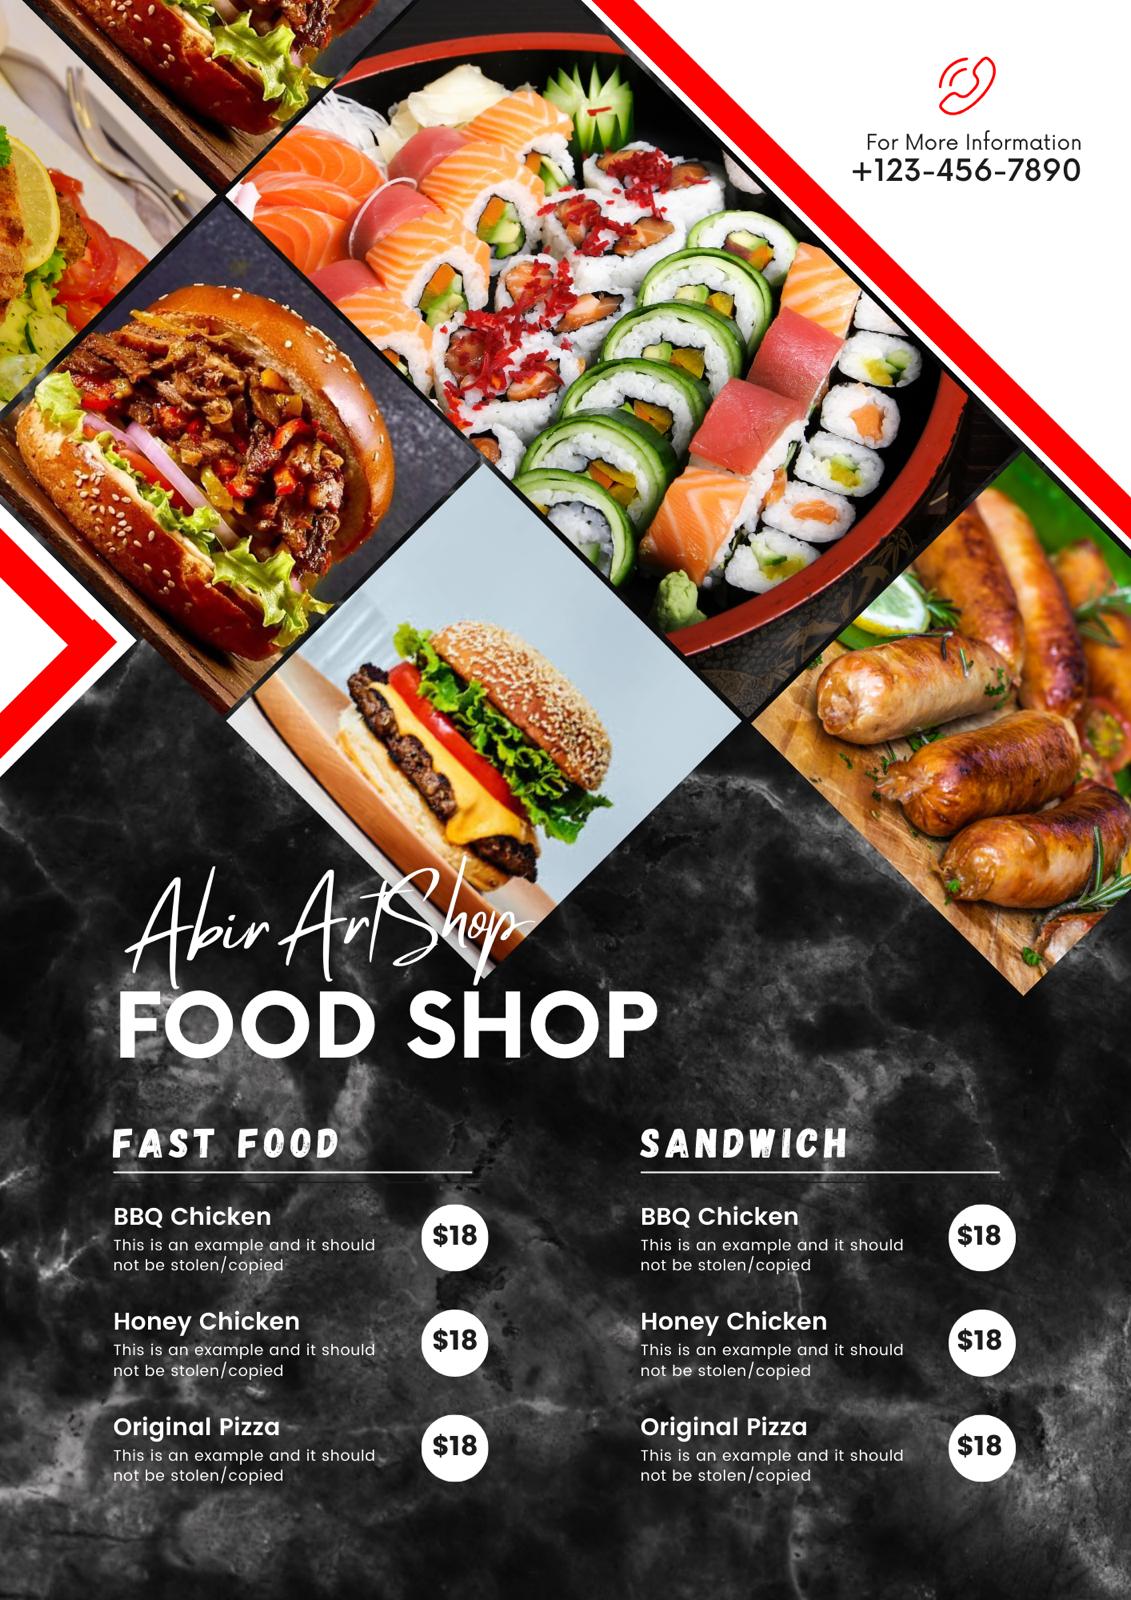 For More Information
+123-456-7890
Abir ArtShop
FOOD SHOP
FAST FOOD
BBQ Chicken
This is an example and it should
not be stolen/copied
$18
Honey Chicken
This is an example and it should
not be stolen/copied
$18
Original Pizza
This is an example and it should
not be stolen/copied
$18
SANDWICH
BBQ Chicken
This is an example and it should
not be stolen/copied
$18
Honey Chicken
This is an example and it should
not be stolen/copied
$18
Original Pizza
This is an example and it should
not be stolen/copied
$18